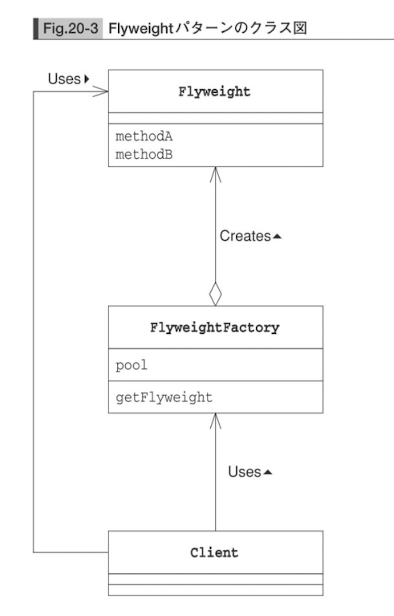 Fig.20-3 Flyweightパターンのクラス図
Uses▶
Flyweight
methodA
methodB
Creates▲
FlyweightFactory
pool
getFlyweight
Uses▲
Client